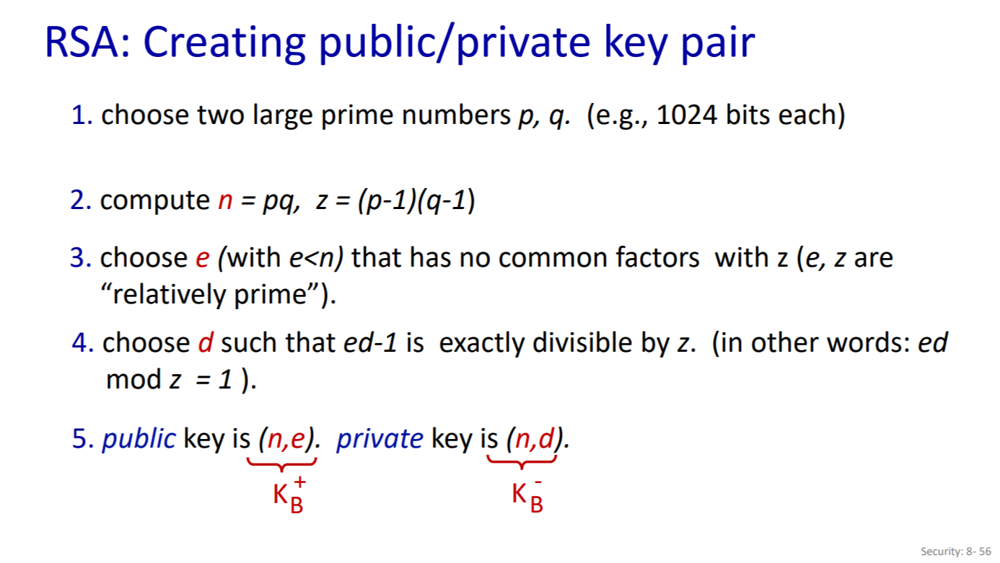 RSA: Creating public/private key pair
1. choose two large prime numbers p, q. (e.g., 1024 bits each)
2. compute n = pq, z = (p-1)(q-1)
3. choose e (with e<n) that has no common factors with z (e, z are
“relatively prime”).
4. choose d such that ed-1 is exactly divisible by z. (in other words: ed
mod z = 1 ).
5. public key is (n,e). private key is (n,d).
K_B^+ K_B^-
Security: 8- 56